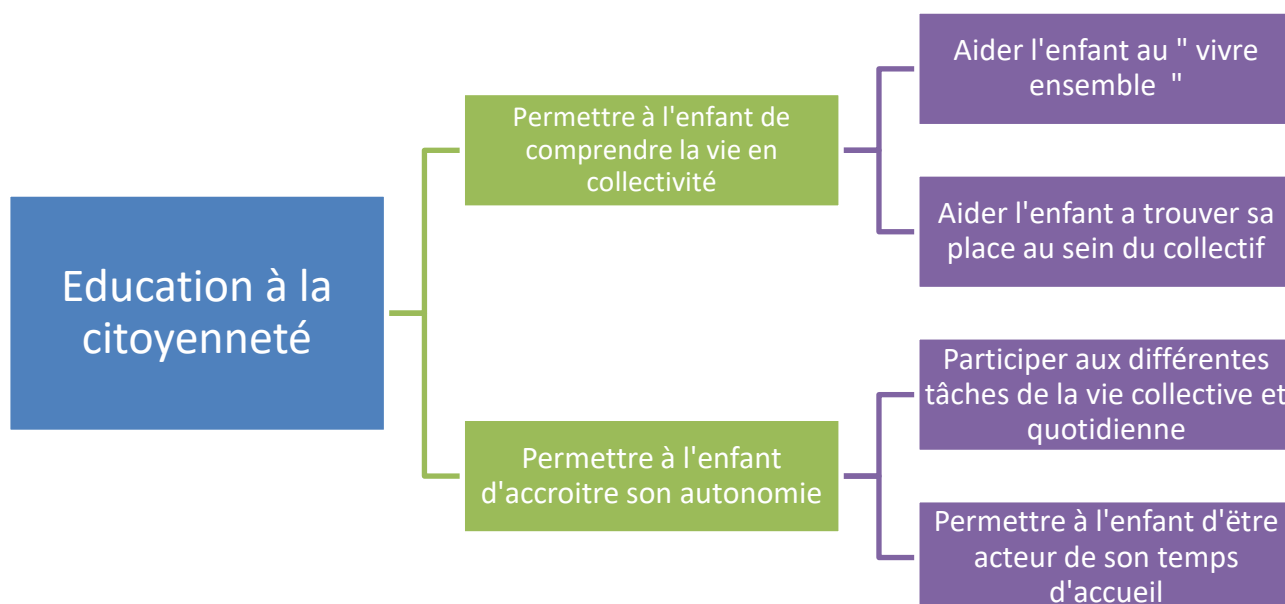 Education à la
citoyenneté
Permettre à l'enfant de
comprendre la vie en
collectivité
Aider l'enfant au " vivre
ensemble  "
Aider l'enfant a trouver sa
place au sein du collectif
Permettre à l'enfant
d'accroitre son autonomie
Participer aux différentes
tâches de la vie collective et
quotidienne
Permettre à l'enfant d'ëtre
acteur de son temps
d'accueil